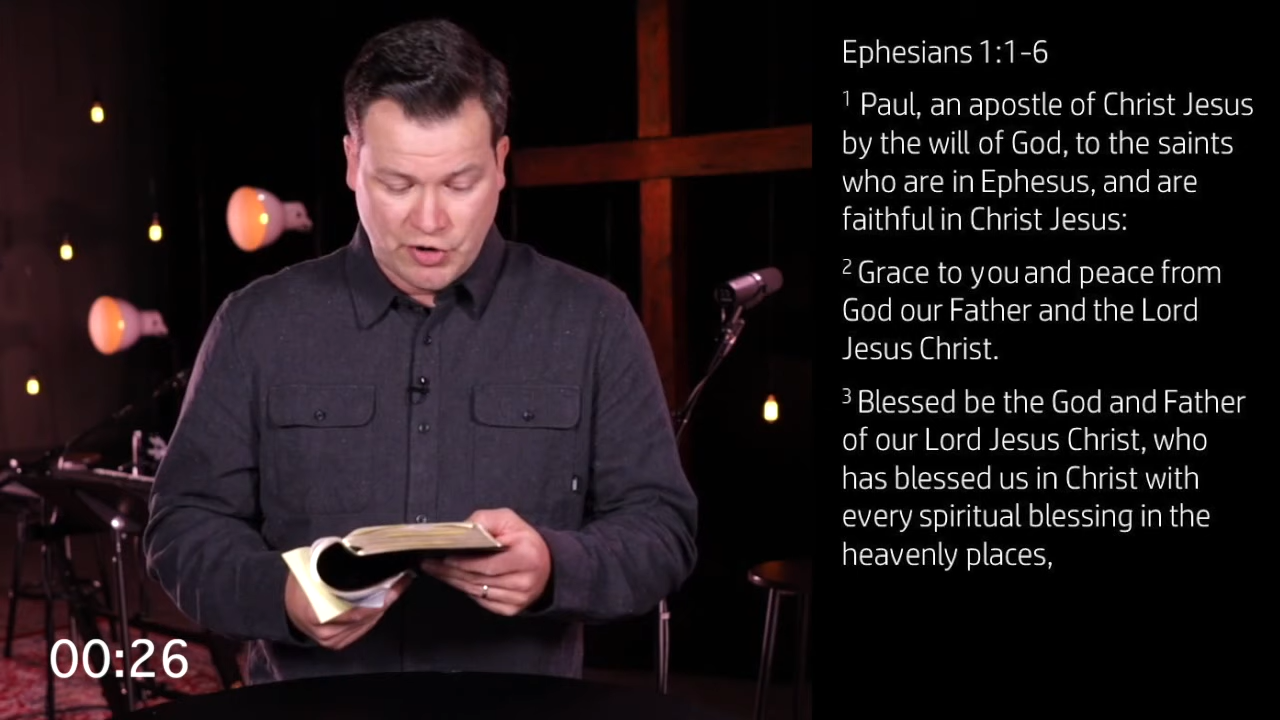 Ephesians 1:1-6
1 Paul, an apostle of Christ Jesus
by the will of God, to the saints
who are in Ephesus, and are
faithful in Christ Jesus:
2 Grace to you and peace from
God our Father and the Lord
Jesus Christ.
3 Blessed be the God and Father
of our Lord Jesus Christ, who
has blessed us in Christ with
every spiritual blessing in the
heavenly places,
00:26